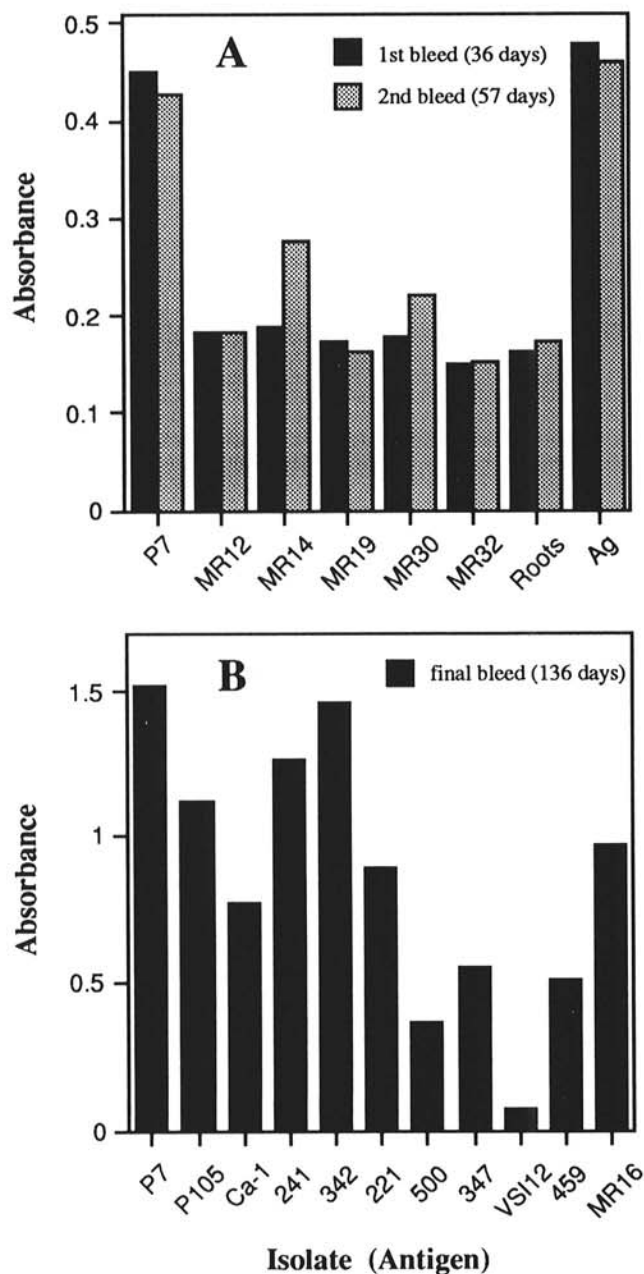 A
1st bleed (36 days)
2nd bleed (57 days)
Absorbance
0.5
0.4
0.3
0.2
0.1
0
P7
MR12
MR14
MR19
MR30
MR32
Roots
Ag
B
final bleed (136 days)
Absorbance
1.5
1
0.5
0
P7
P105
Ca-1
241
342
221
500
347
VSI12
459
MR16
Isolate (Antigen)